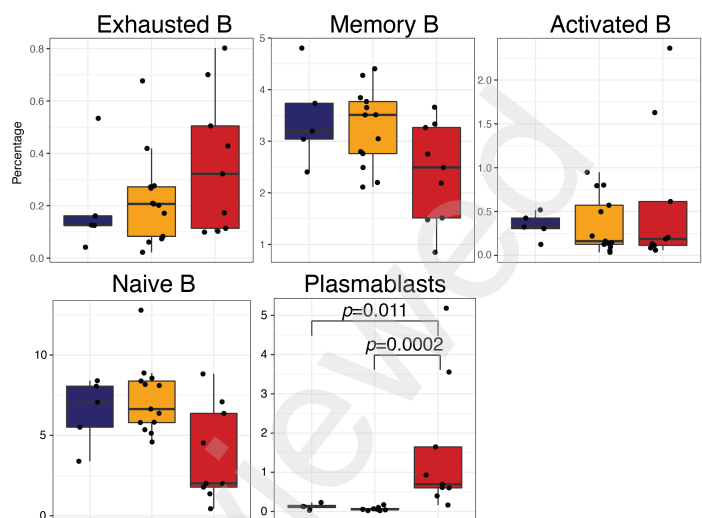 Exhausted B
Memory B
Activated B
Percentage
0.8
0.6
0.4
0.2
0.0
5
4
3
2
1
2.0
1.5
1.0
0.5
0.0
Naive B
Plasmablasts
10
5
0
5
4
3
2
1
0
p=0.011
p=0.0002
viewed